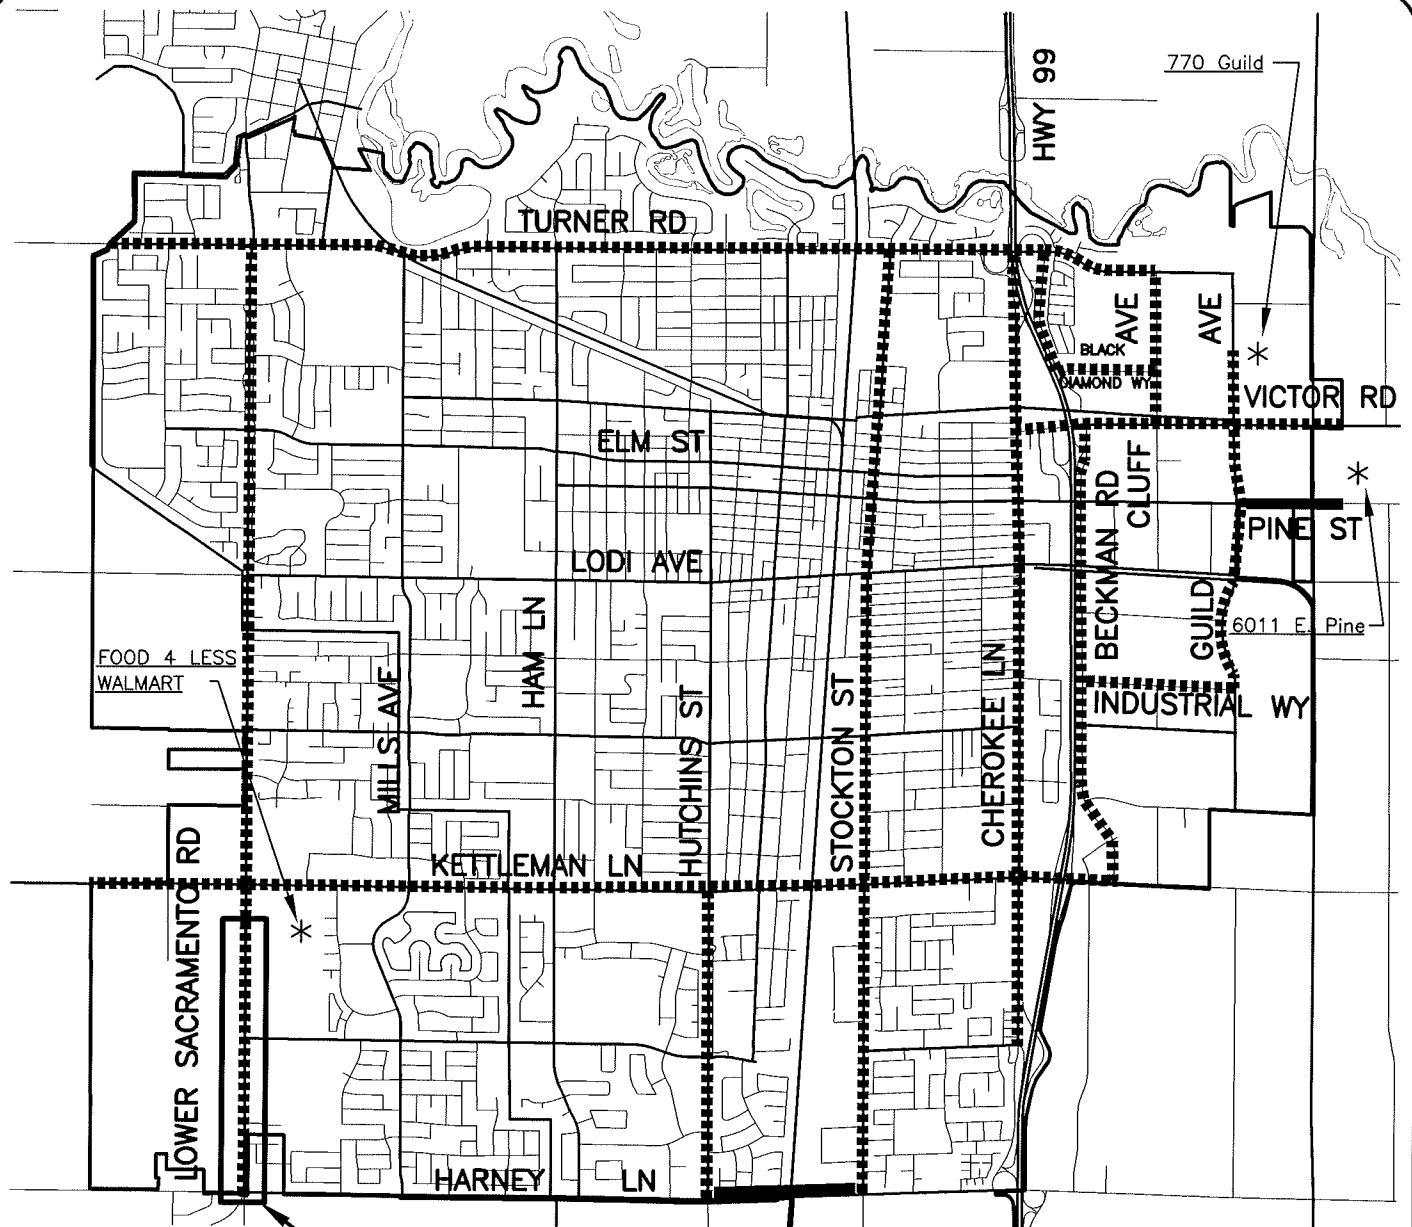 HWY 99
770 Guild
TURNER RD
AVE
AVE
BLACK
DIAMOND WY
VICTOR RD
ELM ST
CLUFF
BECKMAN RD
PINE ST
LODI AVE
GUILD
6011 E. Pine
HAM LN
FOOD 4 LESS
WALMART
MILLS AVE
HUTCHINS ST
STOCKTON ST
CHEROKEE LN
INDUSTRIAL WY
KETTLEMAN LN
LOWER SACRAMENTO RD
HARNEY LN